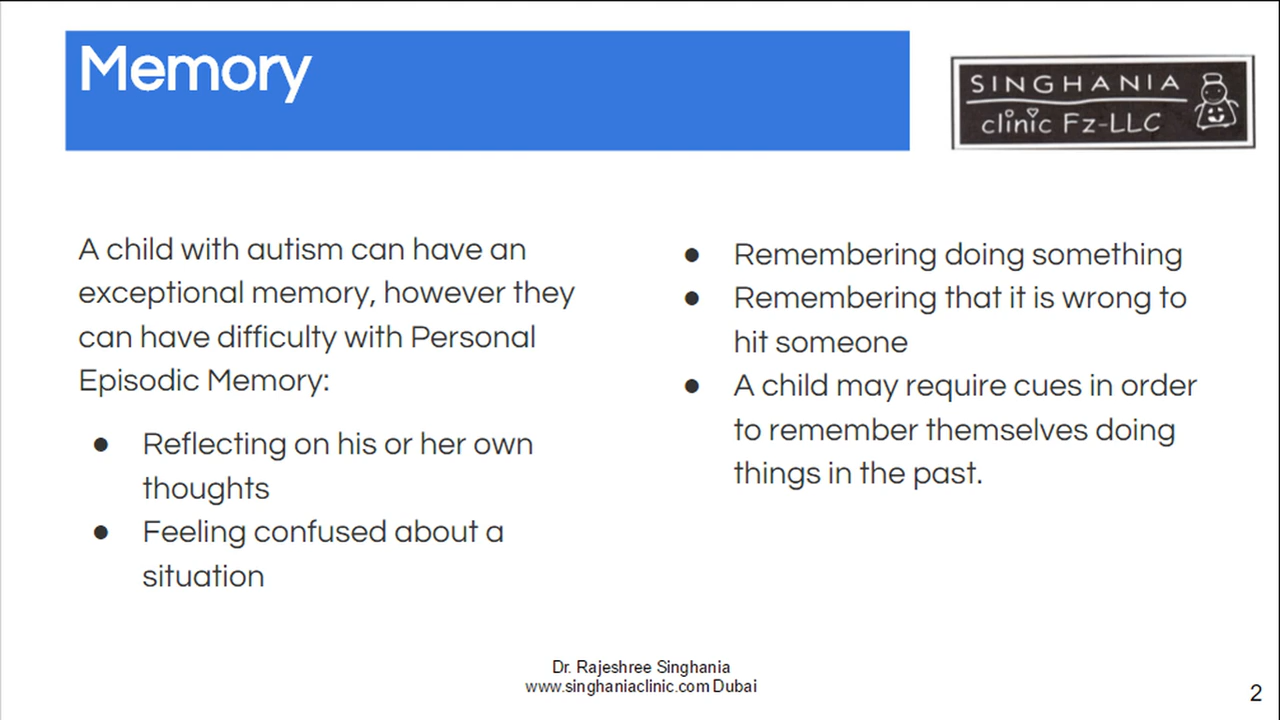 Memory
SINGHANIA
clinic Fz-LLC
A child with autism can have an
exceptional memory, however they
can have difficulty with Personal
Episodic Memory:
● Reflecting on his or her own
thoughts
● Feeling confused about a
situation
● Remembering doing something
● Remembering that it is wrong to
hit someone
● A child may require cues in order
to remember themselves doing
things in the past.
Dr. Rajeshree Singhania
www.singhaniaclinic.com Dubai
2